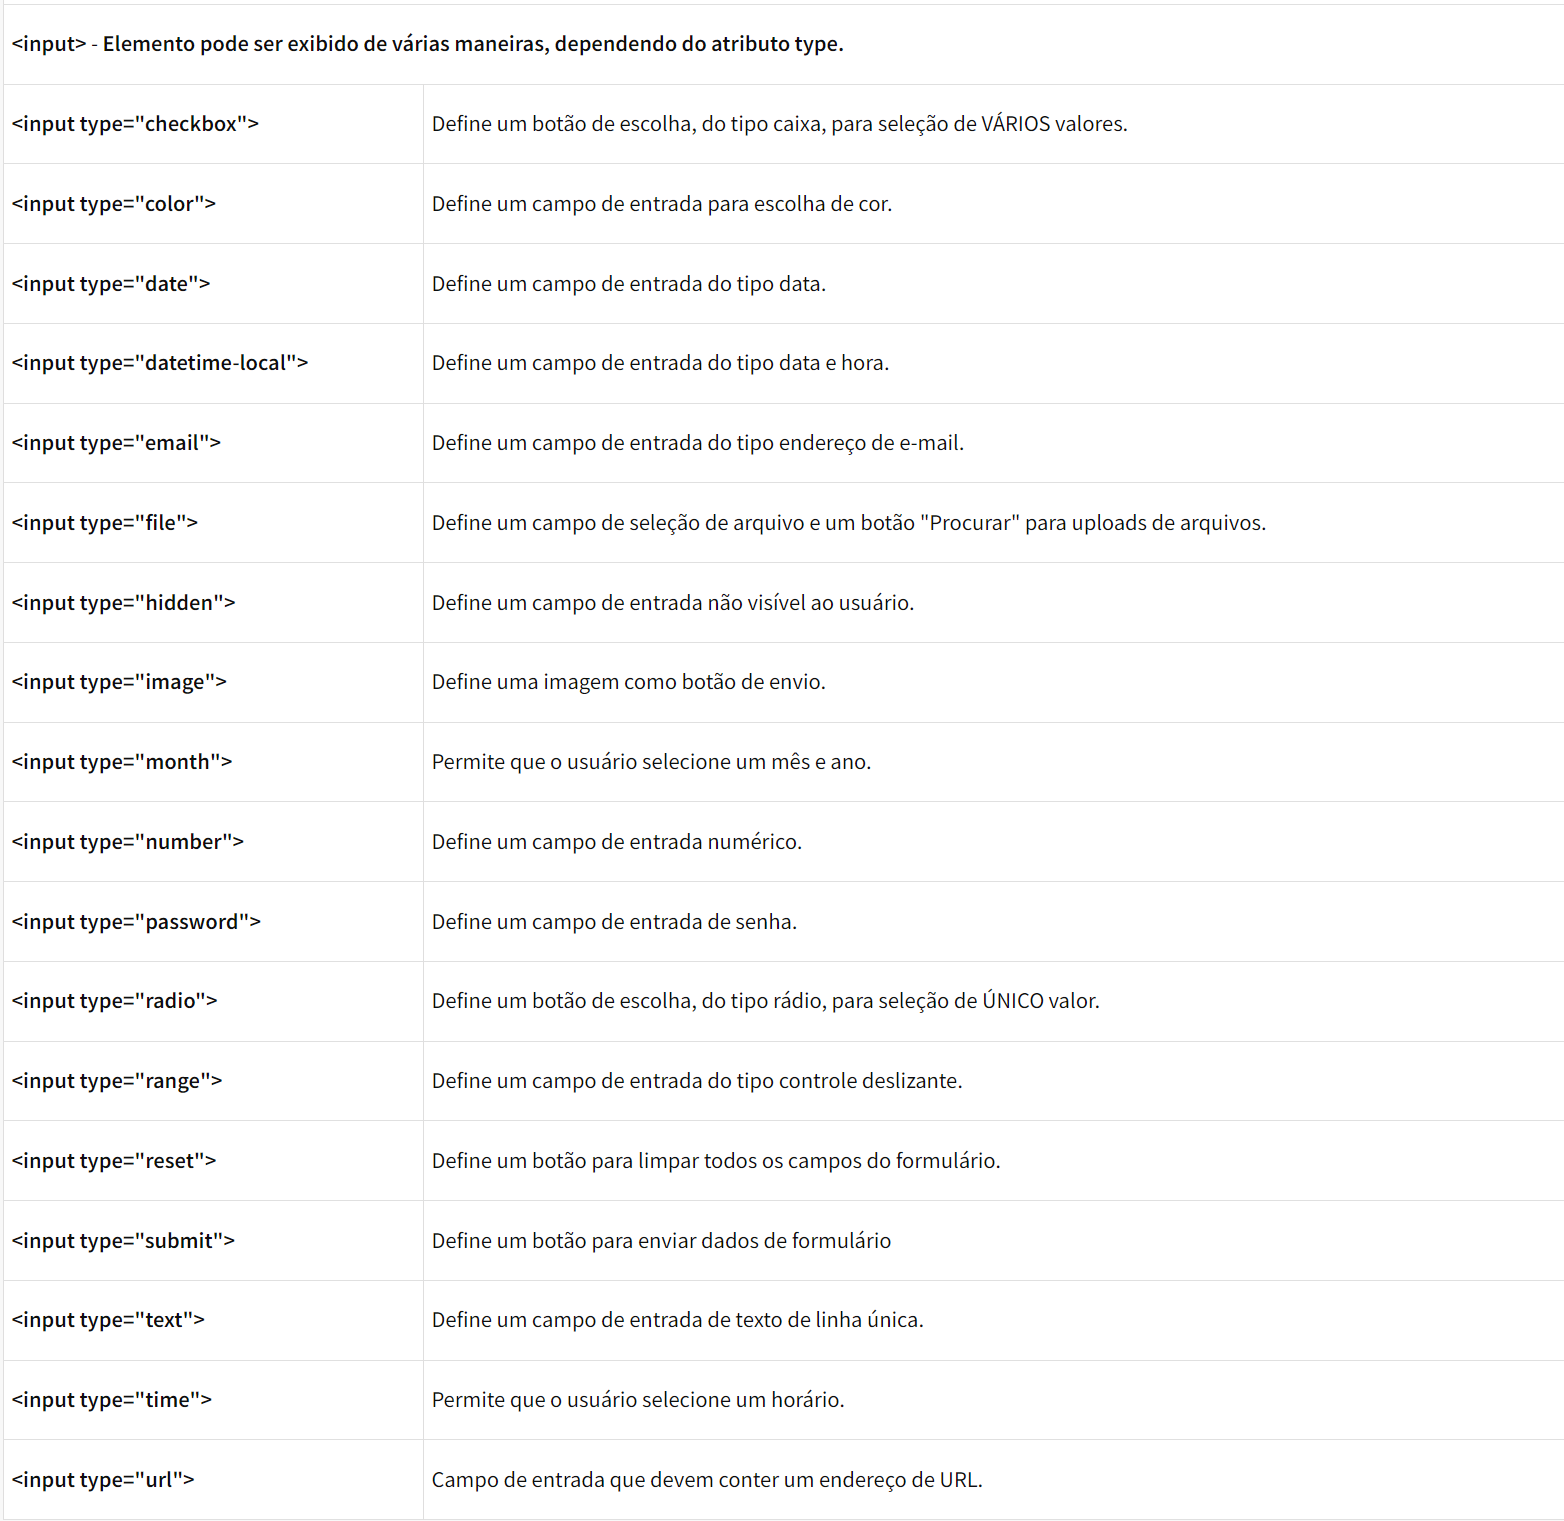 <input> - Elemento pode ser exibido de várias maneiras, dependendo do atributo type.
<input type="checkbox"> Define um botão de escolha, do tipo caixa, para seleção de VÁRIOS valores.
<input type="color"> Define um campo de entrada para escolha de cor.
<input type="date"> Define um campo de entrada do tipo data.
<input type="datetime-local"> Define um campo de entrada do tipo data e hora.
<input type="email"> Define um campo de entrada do tipo endereço de e-mail.
<input type="file"> Define um campo de seleção de arquivo e um botão "Procurar" para uploads de arquivos.
<input type="hidden"> Define um campo de entrada não visível ao usuário.
<input type="image"> Define uma imagem como botão de envio.
<input type="month"> Permite que o usuário selecione um mês e ano.
<input type="number"> Define um campo de entrada numérico.
<input type="password"> Define um campo de entrada de senha.
<input type="radio"> Define um botão de escolha, do tipo rádio, para seleção de ÚNICO valor.
<input type="range"> Define um campo de entrada do tipo controle deslizante.
<input type="reset"> Define um botão para limpar todos os campos do formulário.
<input type="submit"> Define um botão para enviar dados de formulário
<input type="text"> Define um campo de entrada de texto de linha única.
<input type="time"> Permite que o usuário selecione um horário.
<input type="url"> Campo de entrada que devem conter um endereço de URL.